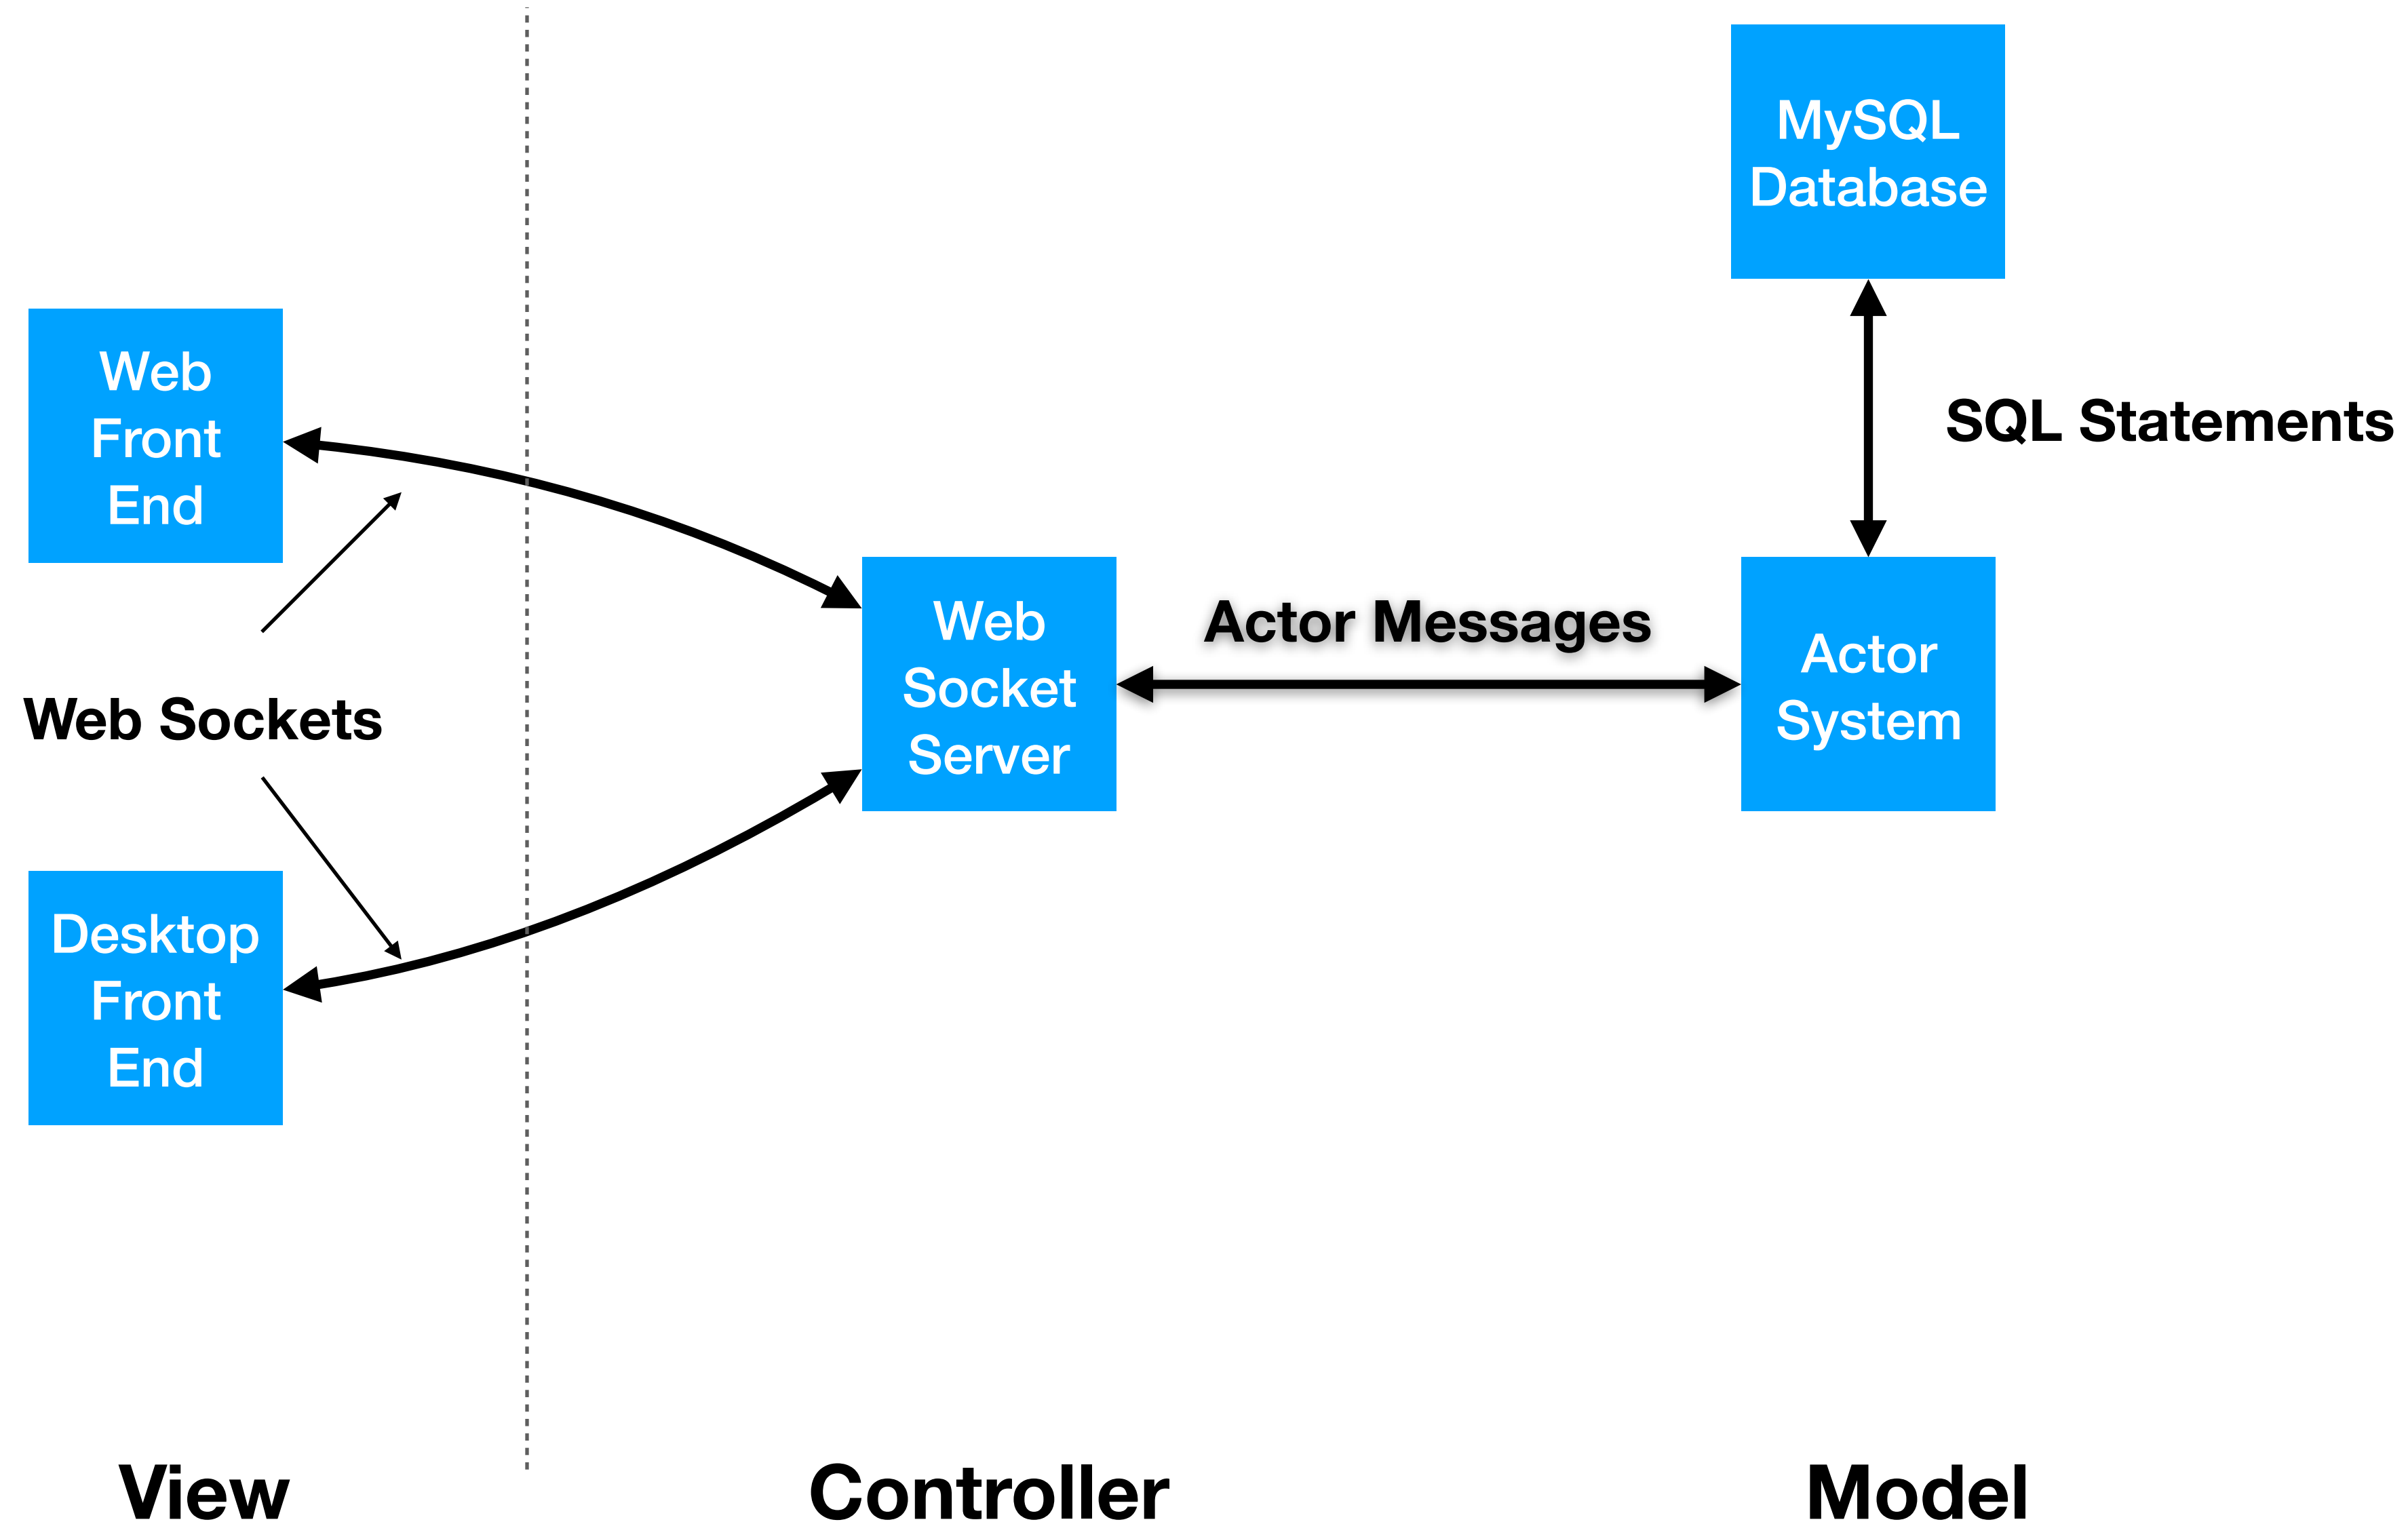 MySQL
Database
Web
Front
End
SQL Statements
Web
Socket
Server
Actor Messages
Actor
System
Web Sockets
Desktop
Front
End
View
Controller
Model